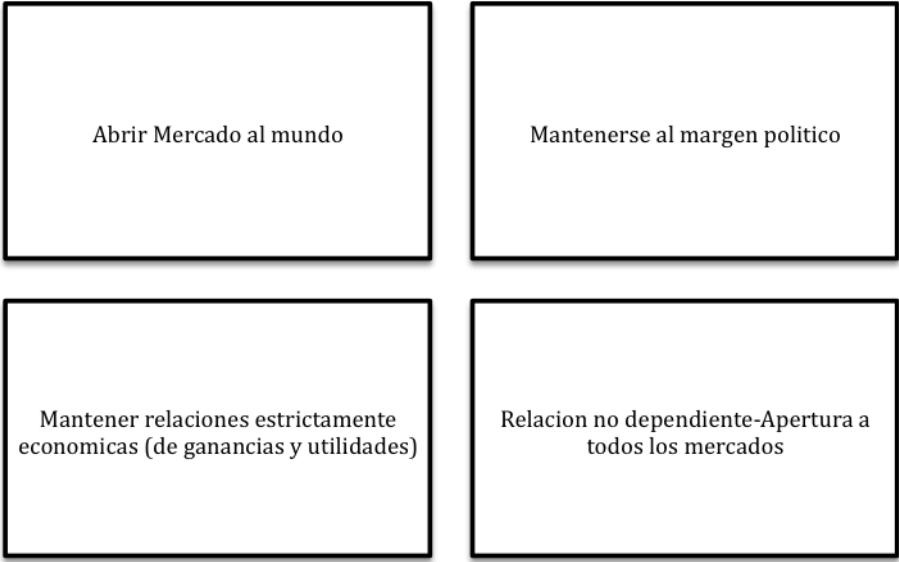 Abrir Mercado al mundo
Mantenerse al margen politico
Mantener relaciones estrictamente
economicas (de ganancias y utilidades)
Relacion no dependiente-Apertura a
todos los mercados